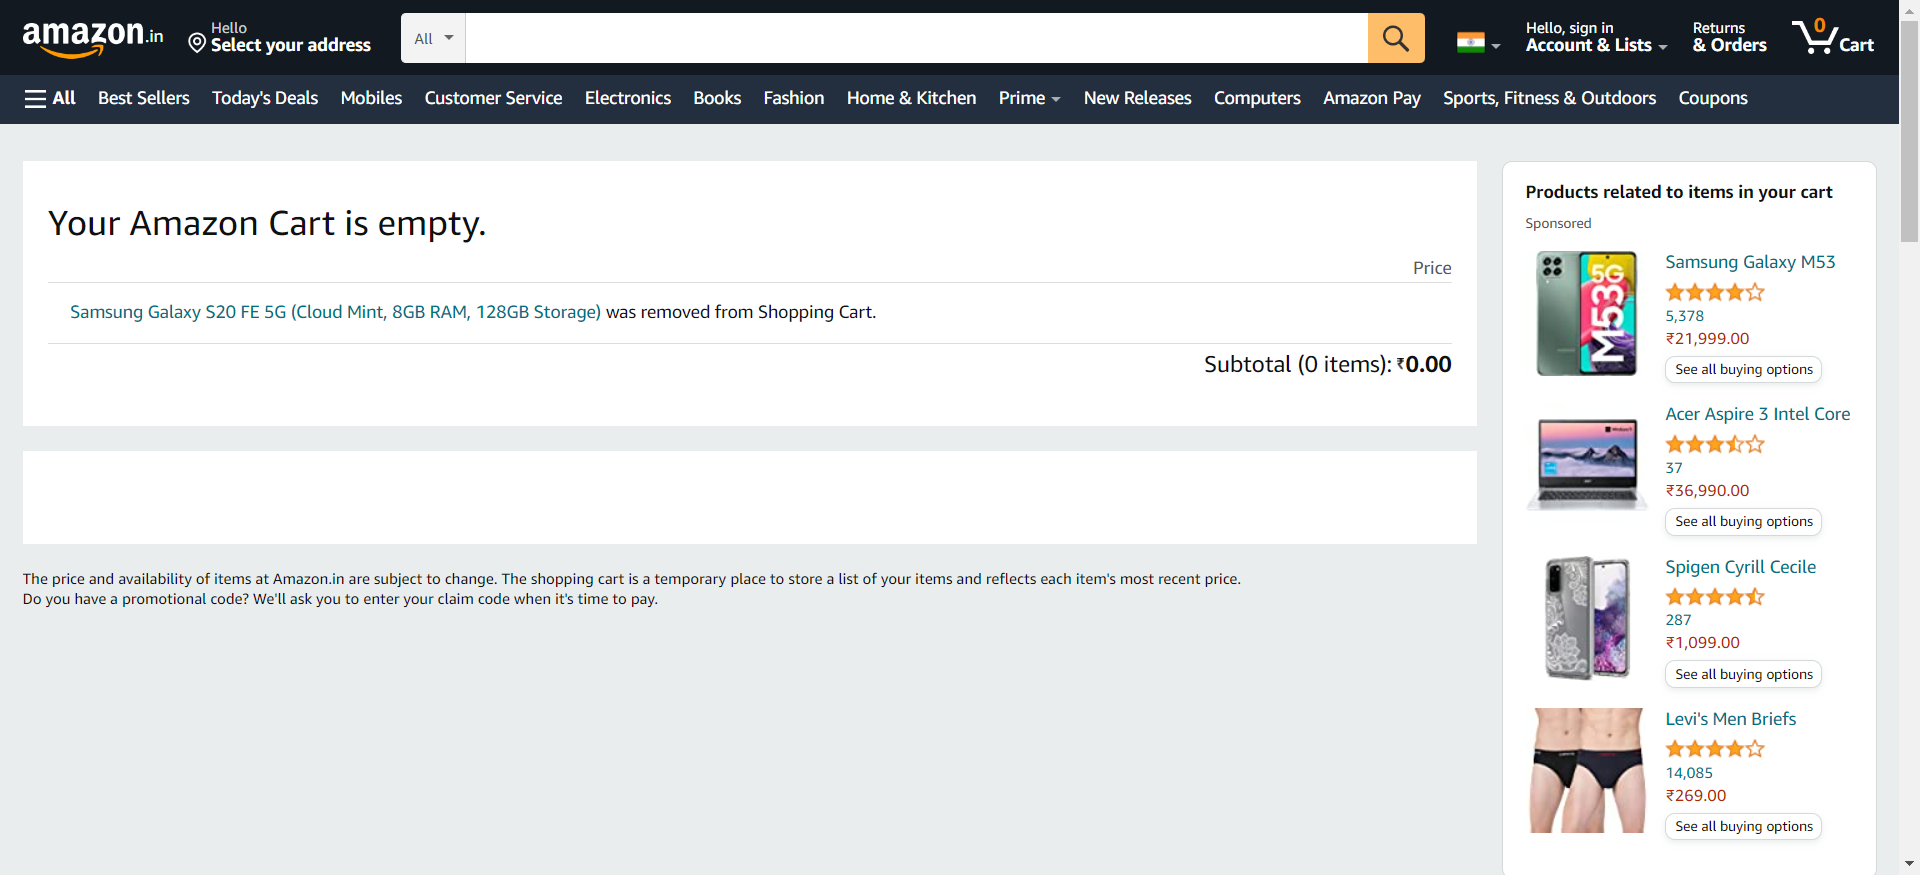 amazon.in
Hello
Select your address
All
Hello, sign in
Account & Lists
Returns
& Orders
0
Cart
All Best Sellers Today's Deals Mobiles Customer Service Electronics Books Fashion Home & Kitchen Prime New Releases Computers Amazon Pay Sports, Fitness & Outdoors Coupons
Your Amazon Cart is empty.
Price
Samsung Galaxy S20 FE 5G (Cloud Mint, 8GB RAM, 128GB Storage) was removed from Shopping Cart.
Subtotal (0 items): ₹0.00
The price and availability of items at Amazon.in are subject to change. The shopping cart is a temporary place to store a list of your items and reflects each item's most recent price.
Do you have a promotional code? We'll ask you to enter your claim code when it's time to pay.
Products related to items in your cart
Sponsored
M53 5G
Samsung Galaxy M53
5,378
₹21,999.00
See all buying options
Acer Aspire 3 Intel Core
37
₹36,990.00
See all buying options
Spigen Cyrill Cecile
287
₹1,099.00
See all buying options
Levi's Men Briefs
14,085
₹269.00
See all buying options